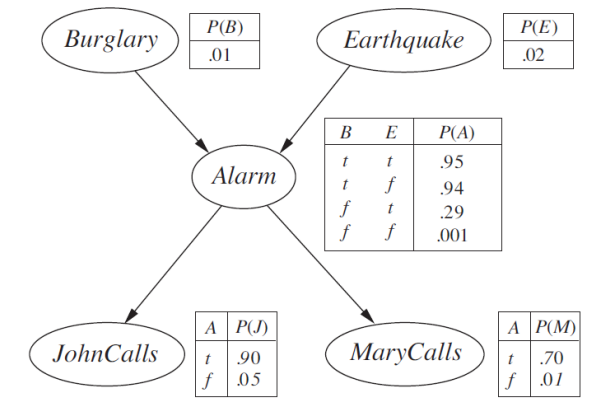 Burglary
P(B)
.01
Earthquake
P(E)
.02
Alarm
B E P(A)
t t .95
t f .94
f t .29
f f .001
JohnCalls
A P(J)
t .90
f .05
MaryCalls
A P(M)
t .70
f .01